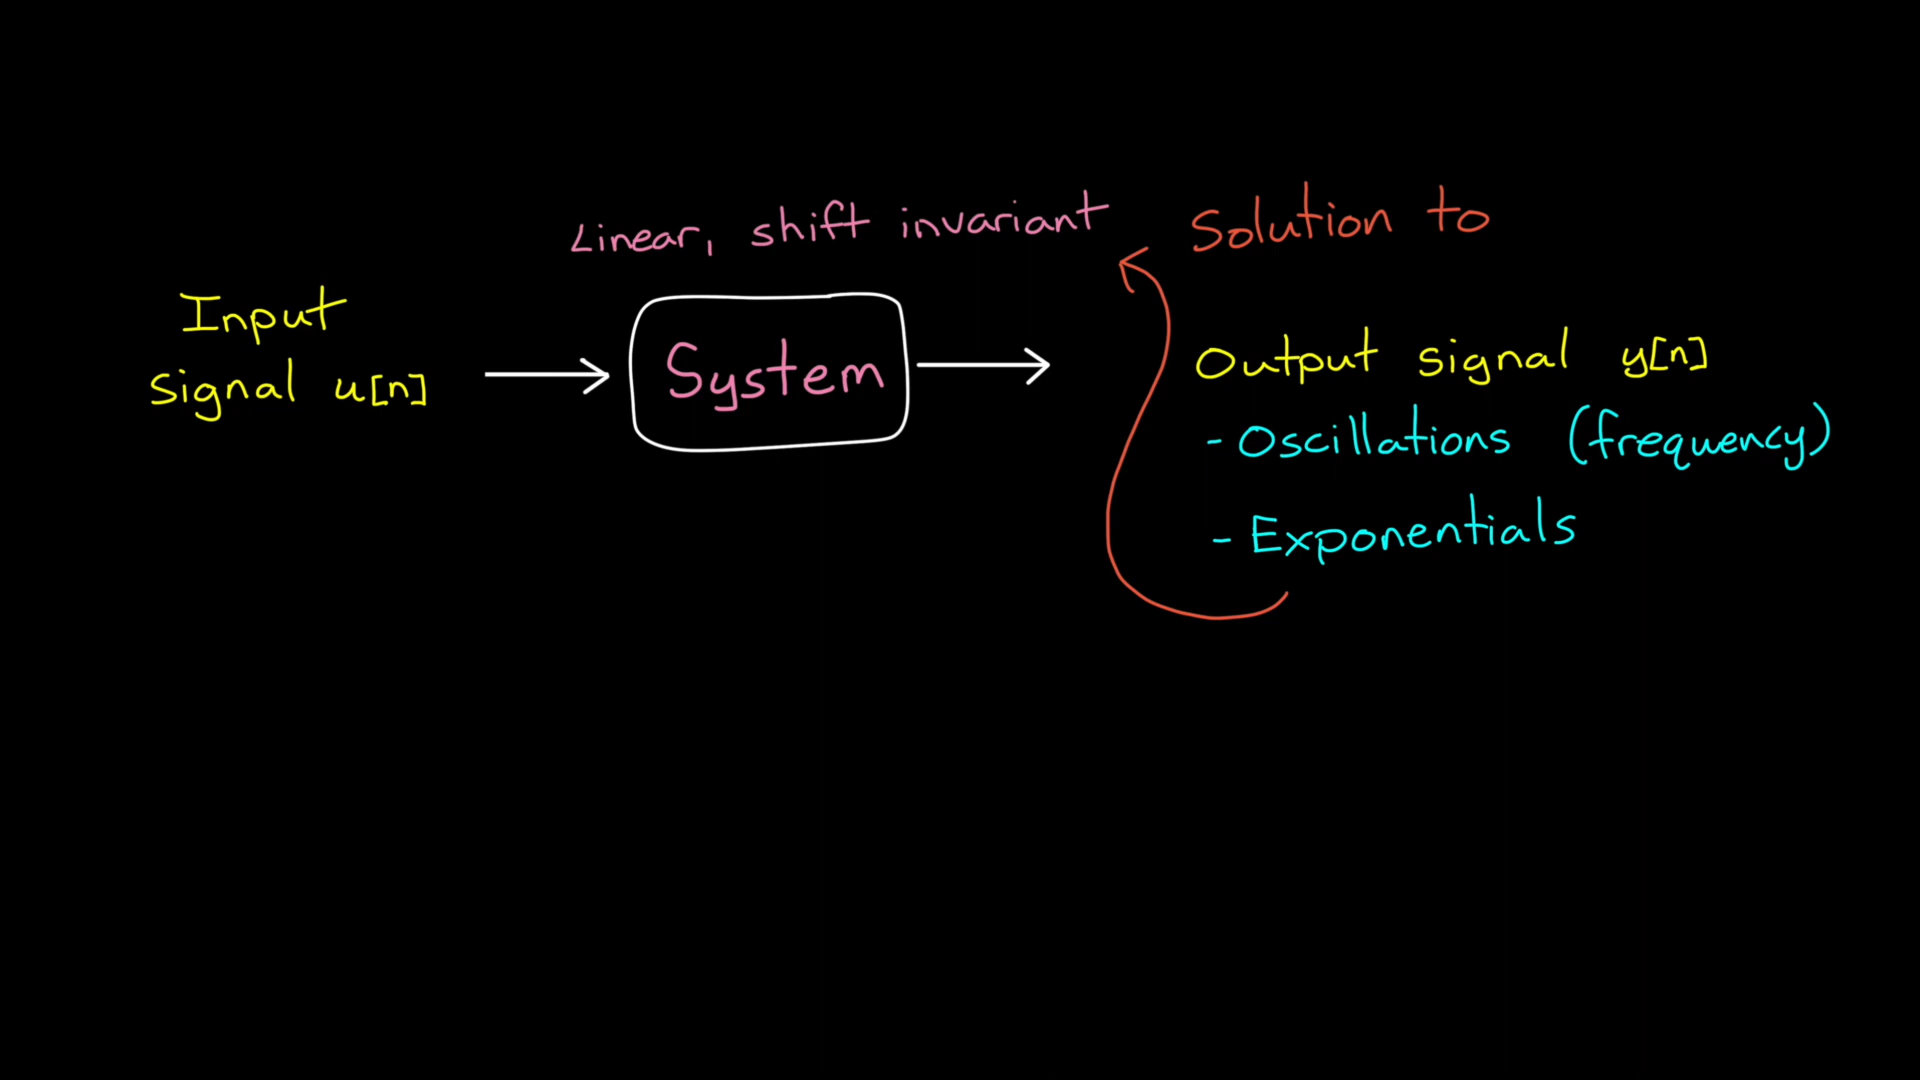 Linear, shift invariant
Solution to
Input
signal u[n]
System
Output signal y[n]
- Oscillations (frequency)
- Exponentials